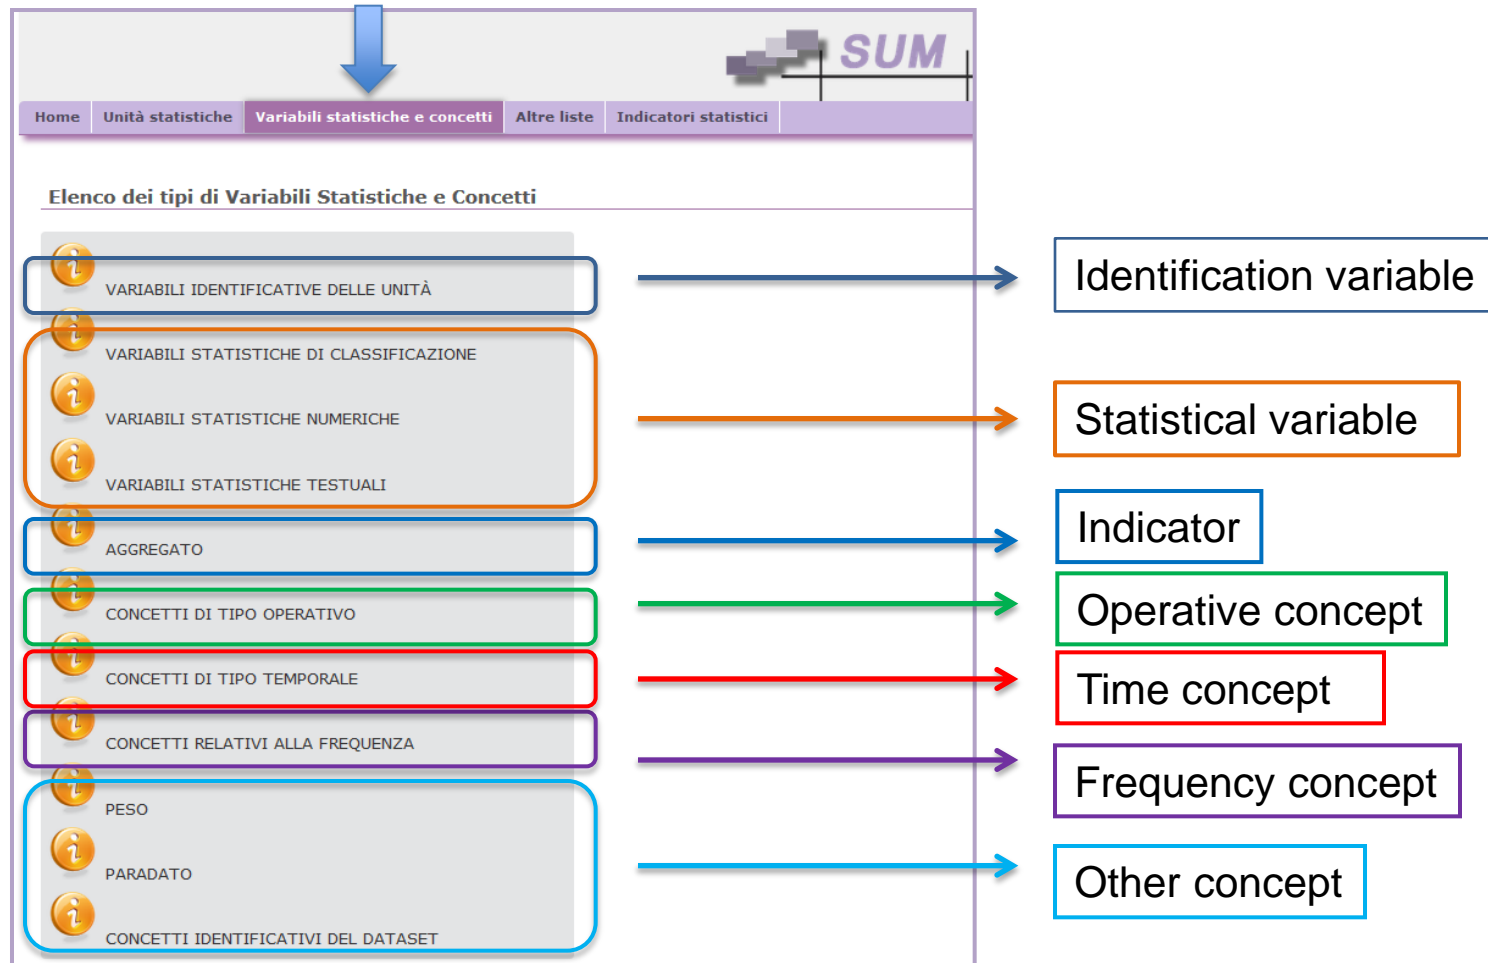 SUM
Home Unità statistiche Variabili statistiche e concetti Altre liste Indicatori statistici
Elenco dei tipi di Variabili Statistiche e Concetti
VARIABILI IDENTIFICATIVE DELLE UNITÀ
Identification variable
VARIABILI STATISTICHE DI CLASSIFICAZIONE
VARIABILI STATISTICHE NUMERICHE
Statistical variable
VARIABILI STATISTICHE TESTUALI
AGGREGATO
Indicator
CONCETTI DI TIPO OPERATIVO
Operative concept
CONCETTI DI TIPO TEMPORALE
Time concept
CONCETTI RELATIVI ALLA FREQUENZA
Frequency concept
PESO
PARADATO
Other concept
CONCETTI IDENTIFICATIVI DEL DATASET